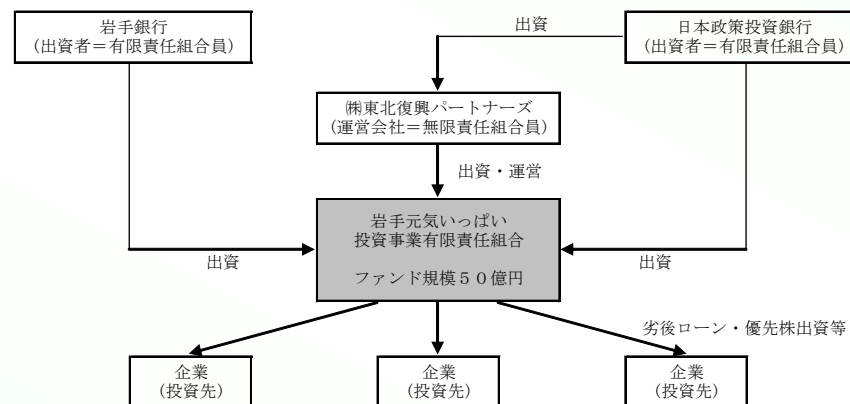 岩手銀行
(出資者＝有限責任組合員)
出資
日本政策投資銀行
(出資者＝有限責任組合員)
㈱東北復興パートナーズ
(運営会社＝無限責任組合員)
出資・運営
岩手元気いっぱい
投資事業有限責任組合
ファンド規模５０億円
出資
出資
劣後ローン・優先株出資等
企業
(投資先)
企業
(投資先)
企業
(投資先)